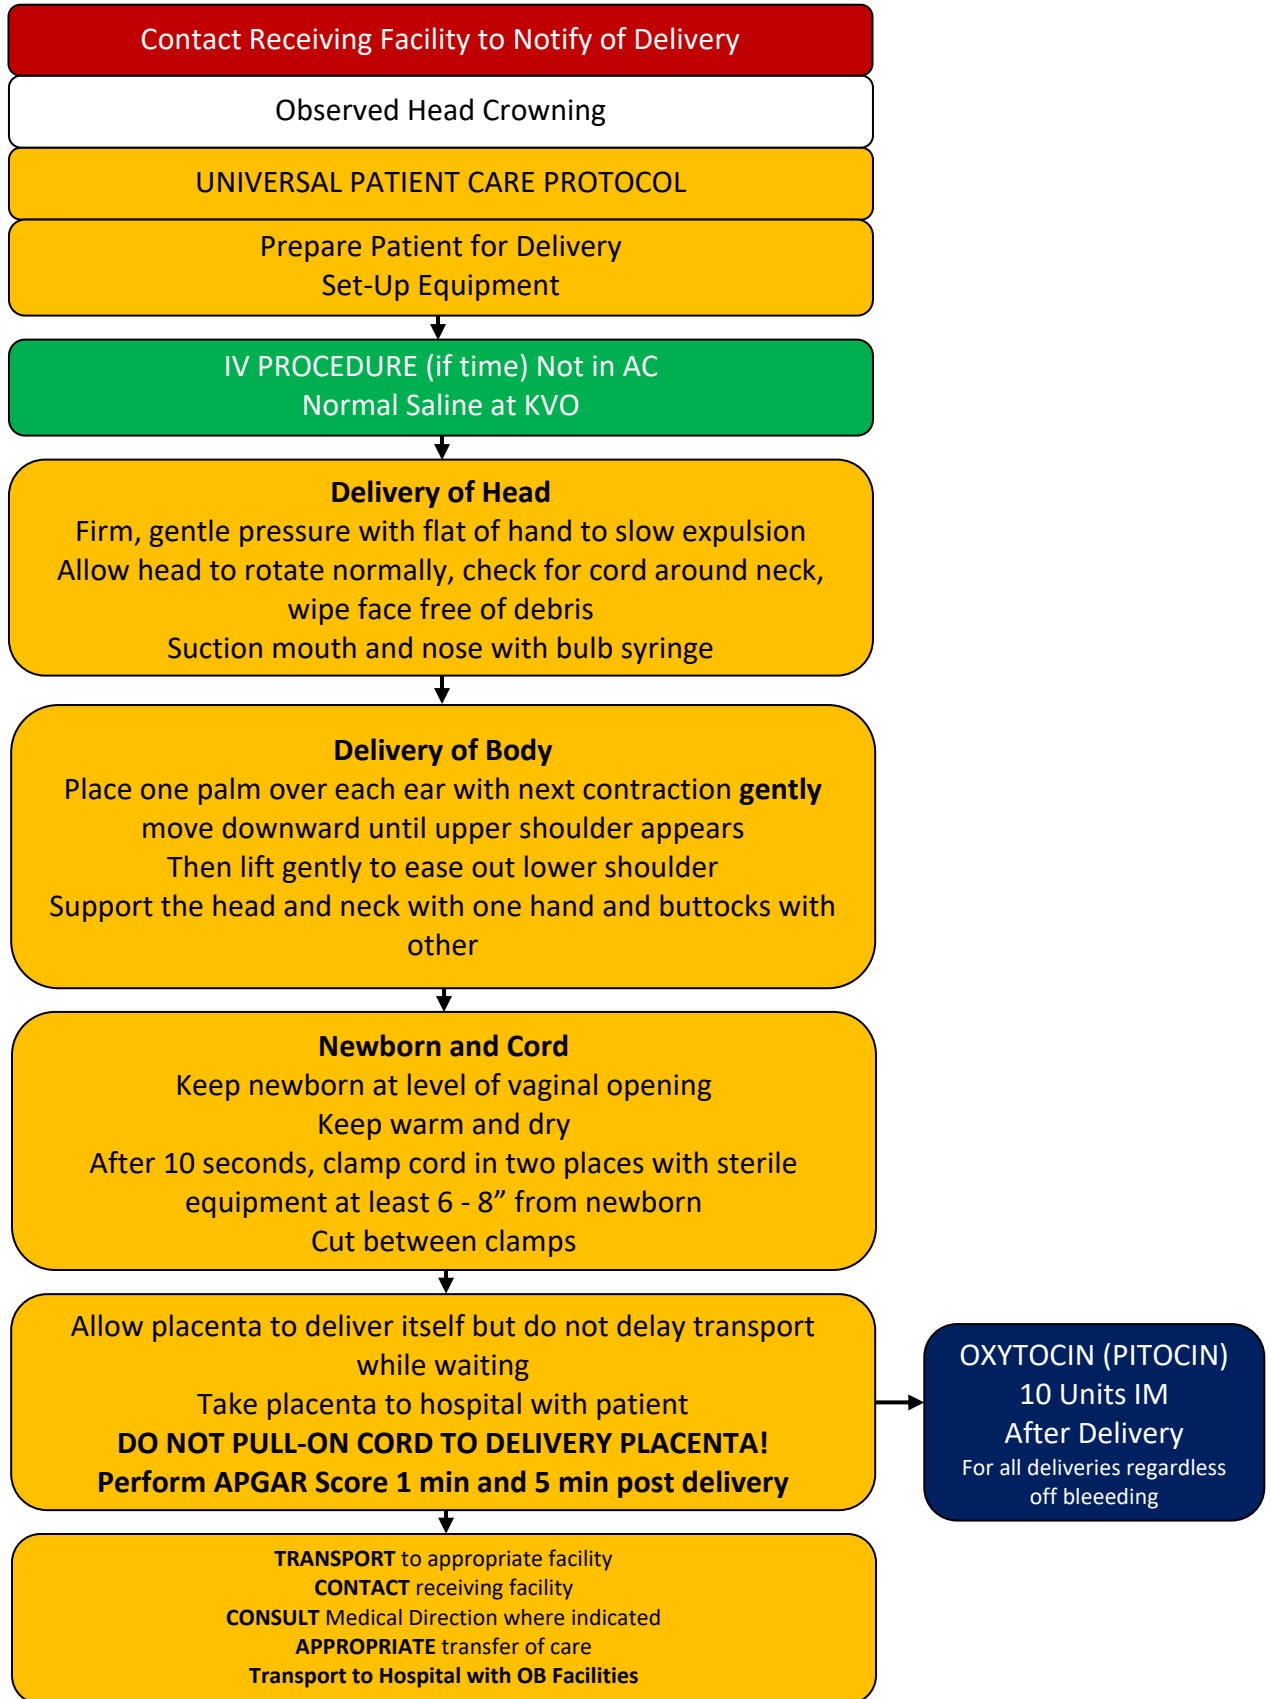 Contact Receiving Facility to Notify of Delivery
Observed Head Crowning
UNIVERSAL PATIENT CARE PROTOCOL
Prepare Patient for Delivery
Set-Up Equipment
IV PROCEDURE (if time) Not in AC
Normal Saline at KVO
Delivery of Head
Firm, gentle pressure with flat of hand to slow expulsion
Allow head to rotate normally, check for cord around neck,
wipe face free of debris
Suction mouth and nose with bulb syringe
Delivery of Body
Place one palm over each ear with next contraction gently
move downward until upper shoulder appears
Then lift gently to ease out lower shoulder
Support the head and neck with one hand and buttocks with
other
Newborn and Cord
Keep newborn at level of vaginal opening
Keep warm and dry
After 10 seconds, clamp cord in two places with sterile
equipment at least 6 - 8” from newborn
Cut between clamps
Allow placenta to deliver itself but do not delay transport
while waiting
Take placenta to hospital with patient
DO NOT PULL-ON CORD TO DELIVERY PLACENTA!
Perform APGAR Score 1 min and 5 min post delivery
OXYTOCIN (PITOCIN)
10 Units IM
After Delivery
For all deliveries regardless
off bleeeding
TRANSPORT to appropriate facility
CONTACT receiving facility
CONSULT Medical Direction where indicated
APPROPRIATE transfer of care
Transport to Hospital with OB Facilities